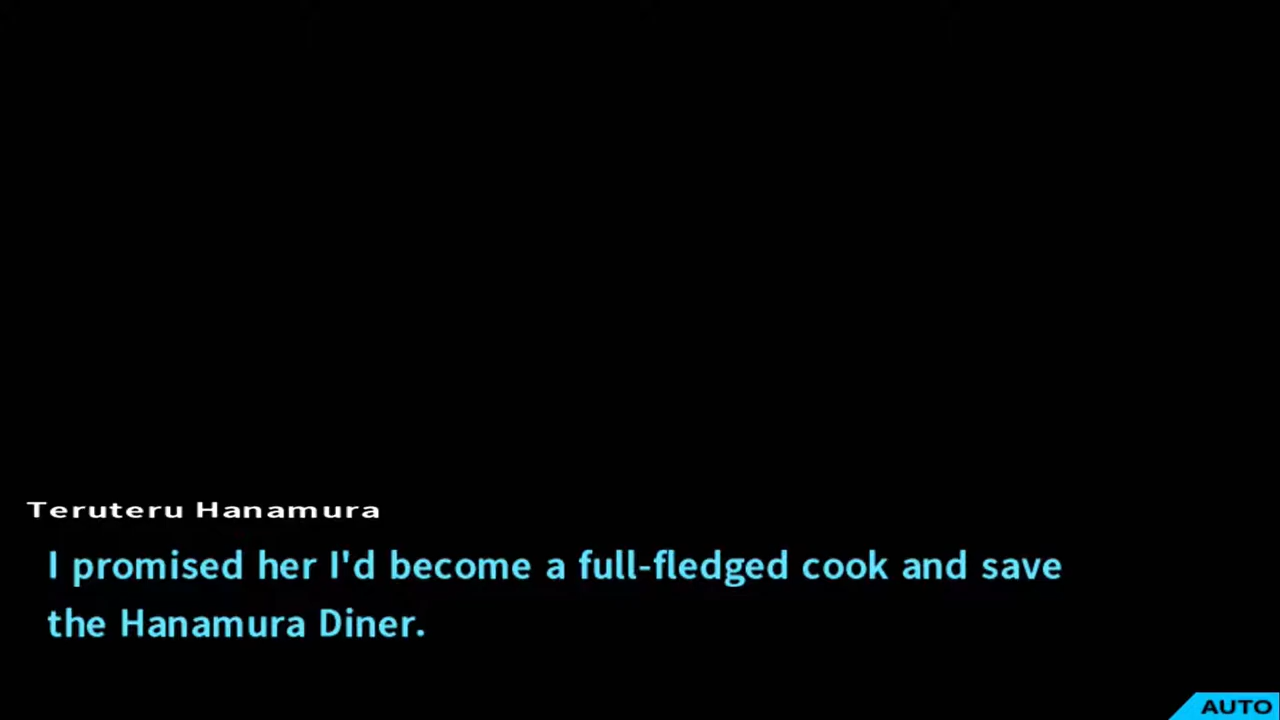 Teruteru Hanamura
I promised her I'd become a full-fledged cook and save
the Hanamura Diner.
AUTO